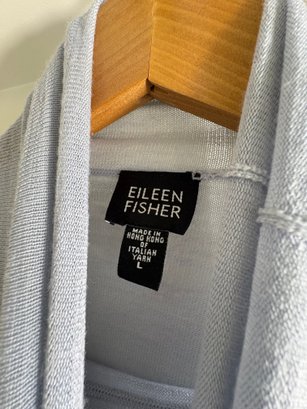 EILEEN
FISHER
MADE IN
HONG KONG
OF
ITALIAN
YARN
L